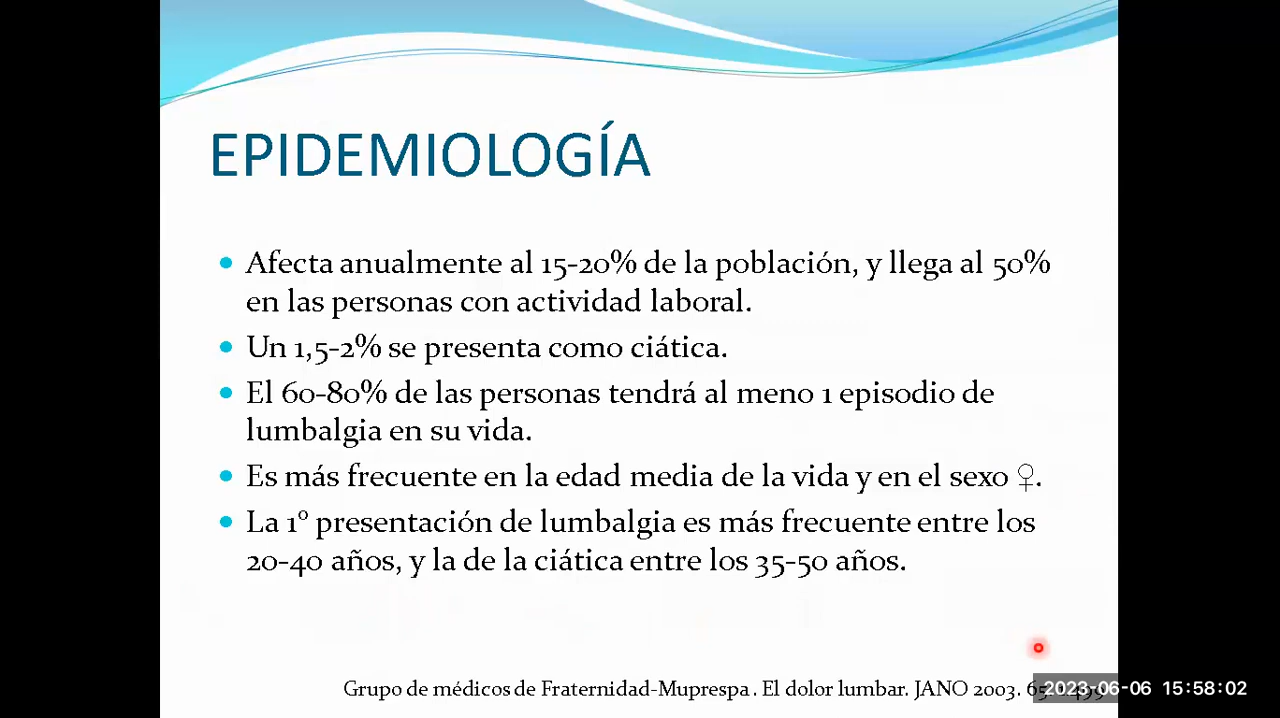 EPIDEMIOLOGÍA
• Afecta anualmente al 15-20% de la población, y llega al 50%
en las personas con actividad laboral.
• Un 1,5-2% se presenta como ciática.
• El 60-80% de las personas tendrá al meno 1 episodio de
lumbalgia en su vida.
• Es más frecuente en la edad media de la vida y en el sexo ♀.
• La 1º presentación de lumbalgia es más frecuente entre los
20-40 años, y la de la ciática entre los 35-50 años.
Grupo de médicos de Fraternidad-Muprespa. El dolor lumbar. JANO 2003.
2023-06-06 15:58:02